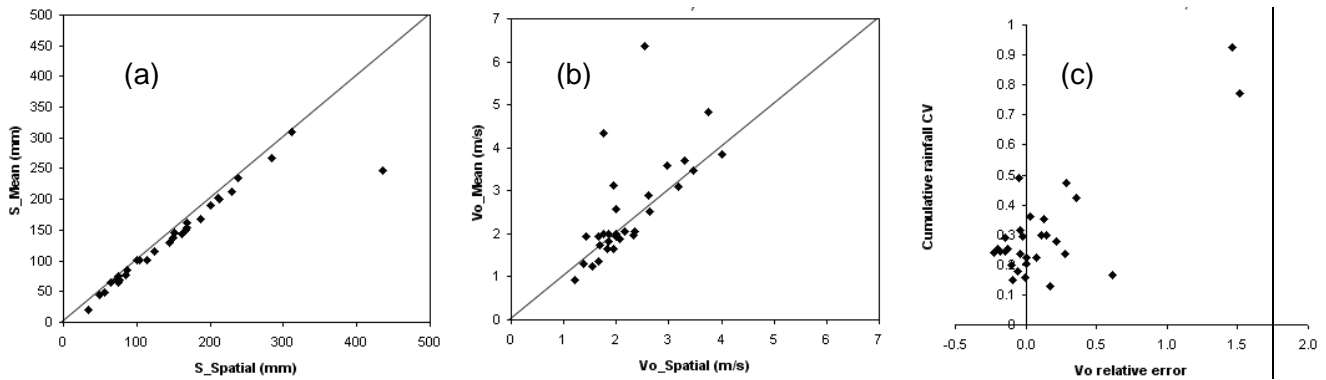 (a)
S_Mean (mm)
500
450
400
350
300
250
200
150
100
50
0
0 100 200 300 400 500
S_Spatial (mm)
(b)
Vo_Mean (m/s)
7
6
5
4
3
2
1
0
0 1 2 3 4 5 6 7
Vo_Spatial (m/s)
(c)
Cumulative rainfall CV
1
0.9
0.8
0.7
0.6
0.5
0.4
0.3
0.2
0.1
0
-0.5 0.0 0.5 1.0 1.5 2.0
Vo relative error